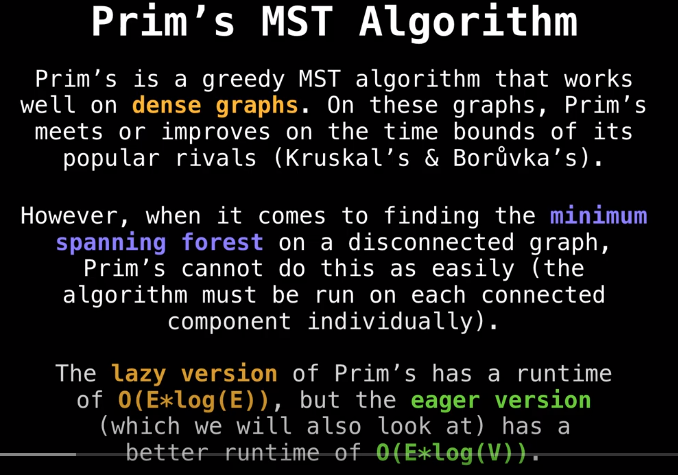 Prim’s MST Algorithm
Prim’s is a greedy MST algorithm that works
well on dense graphs. On these graphs, Prim’s
meets or improves on the time bounds of its
popular rivals (Kruskal’s & Borůvka’s).
However, when it comes to finding the minimum
spanning forest on a disconnected graph,
Prim’s cannot do this as easily (the
algorithm must be run on each connected
component individually).
The lazy version of Prim’s has a runtime
of O(E*log(E)), but the eager version
(which we will also look at) has a
better runtime of O(E*log(V)).